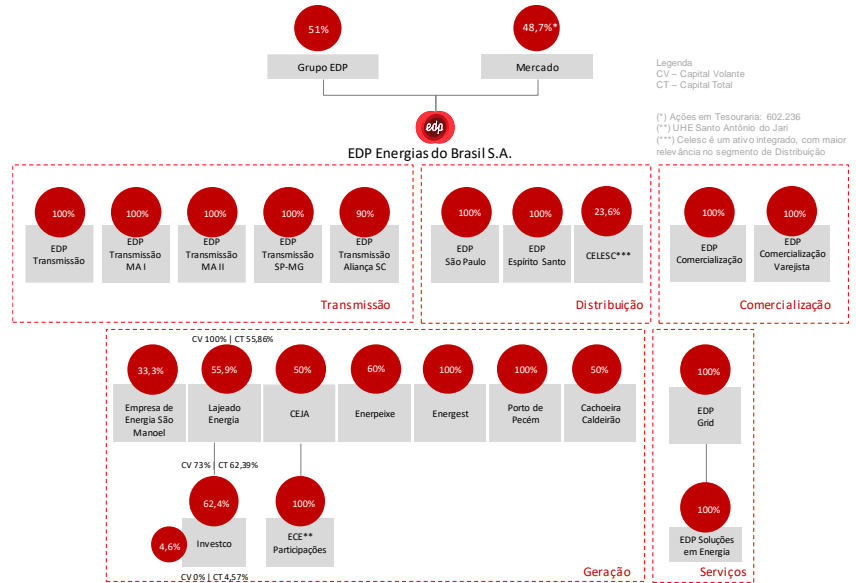 51%
48,7%*
Grupo EDP
Mercado
Legenda
CV – Capital Volante
CT – Capital Total
(*) Ações em Tesouraria: 602.236
(**) UHE Santo Antônio do Jari
(***) Celesc é um ativo integrado, com maior
relevância no segmento de Distribuição
edp
EDP Energias do Brasil S.A.
100%
EDP
Transmissão
100%
EDP
Transmissão
MA I
100%
EDP
Transmissão
MA II
100%
EDP
Transmissão
SP-MG
90%
EDP
Transmissão
Aliança SC
Transmissão
100%
EDP
São Paulo
100%
EDP
Espírito Santo
23,6%
CELESC***
Distribuição
100%
EDP
Comercialização
100%
EDP
Comercialização
Varejista
Comercialização
CV 100% | CT 55,86%
33,3%
Empresa de
Energia São
Manoel
55,9%
Lajeado
Energia
50%
CEJA
60%
Enerpeixe
100%
Energest
100%
Porto de
Pecém
50%
Cachoeira
Caldeirão
CV 73% | CT 62,39%
62,4%
4,6%
Investco
CV 0% | CT 4,57%
100%
ECE**
Participações
Geração
100%
EDP
Grid
100%
EDP Soluções
em Energia
Serviços